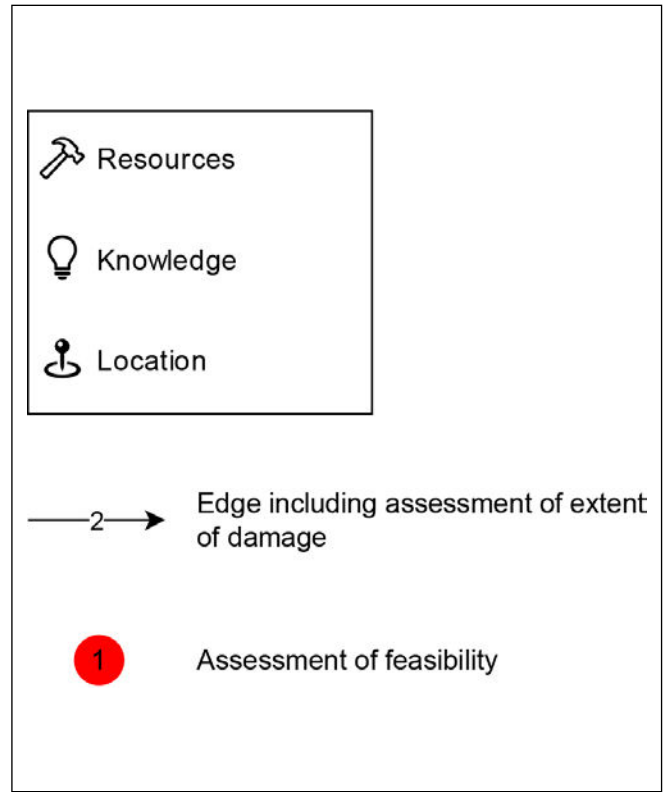 Resources
Knowledge
Location
2
Edge including assessment of extent
of damage
1
Assessment of feasibility